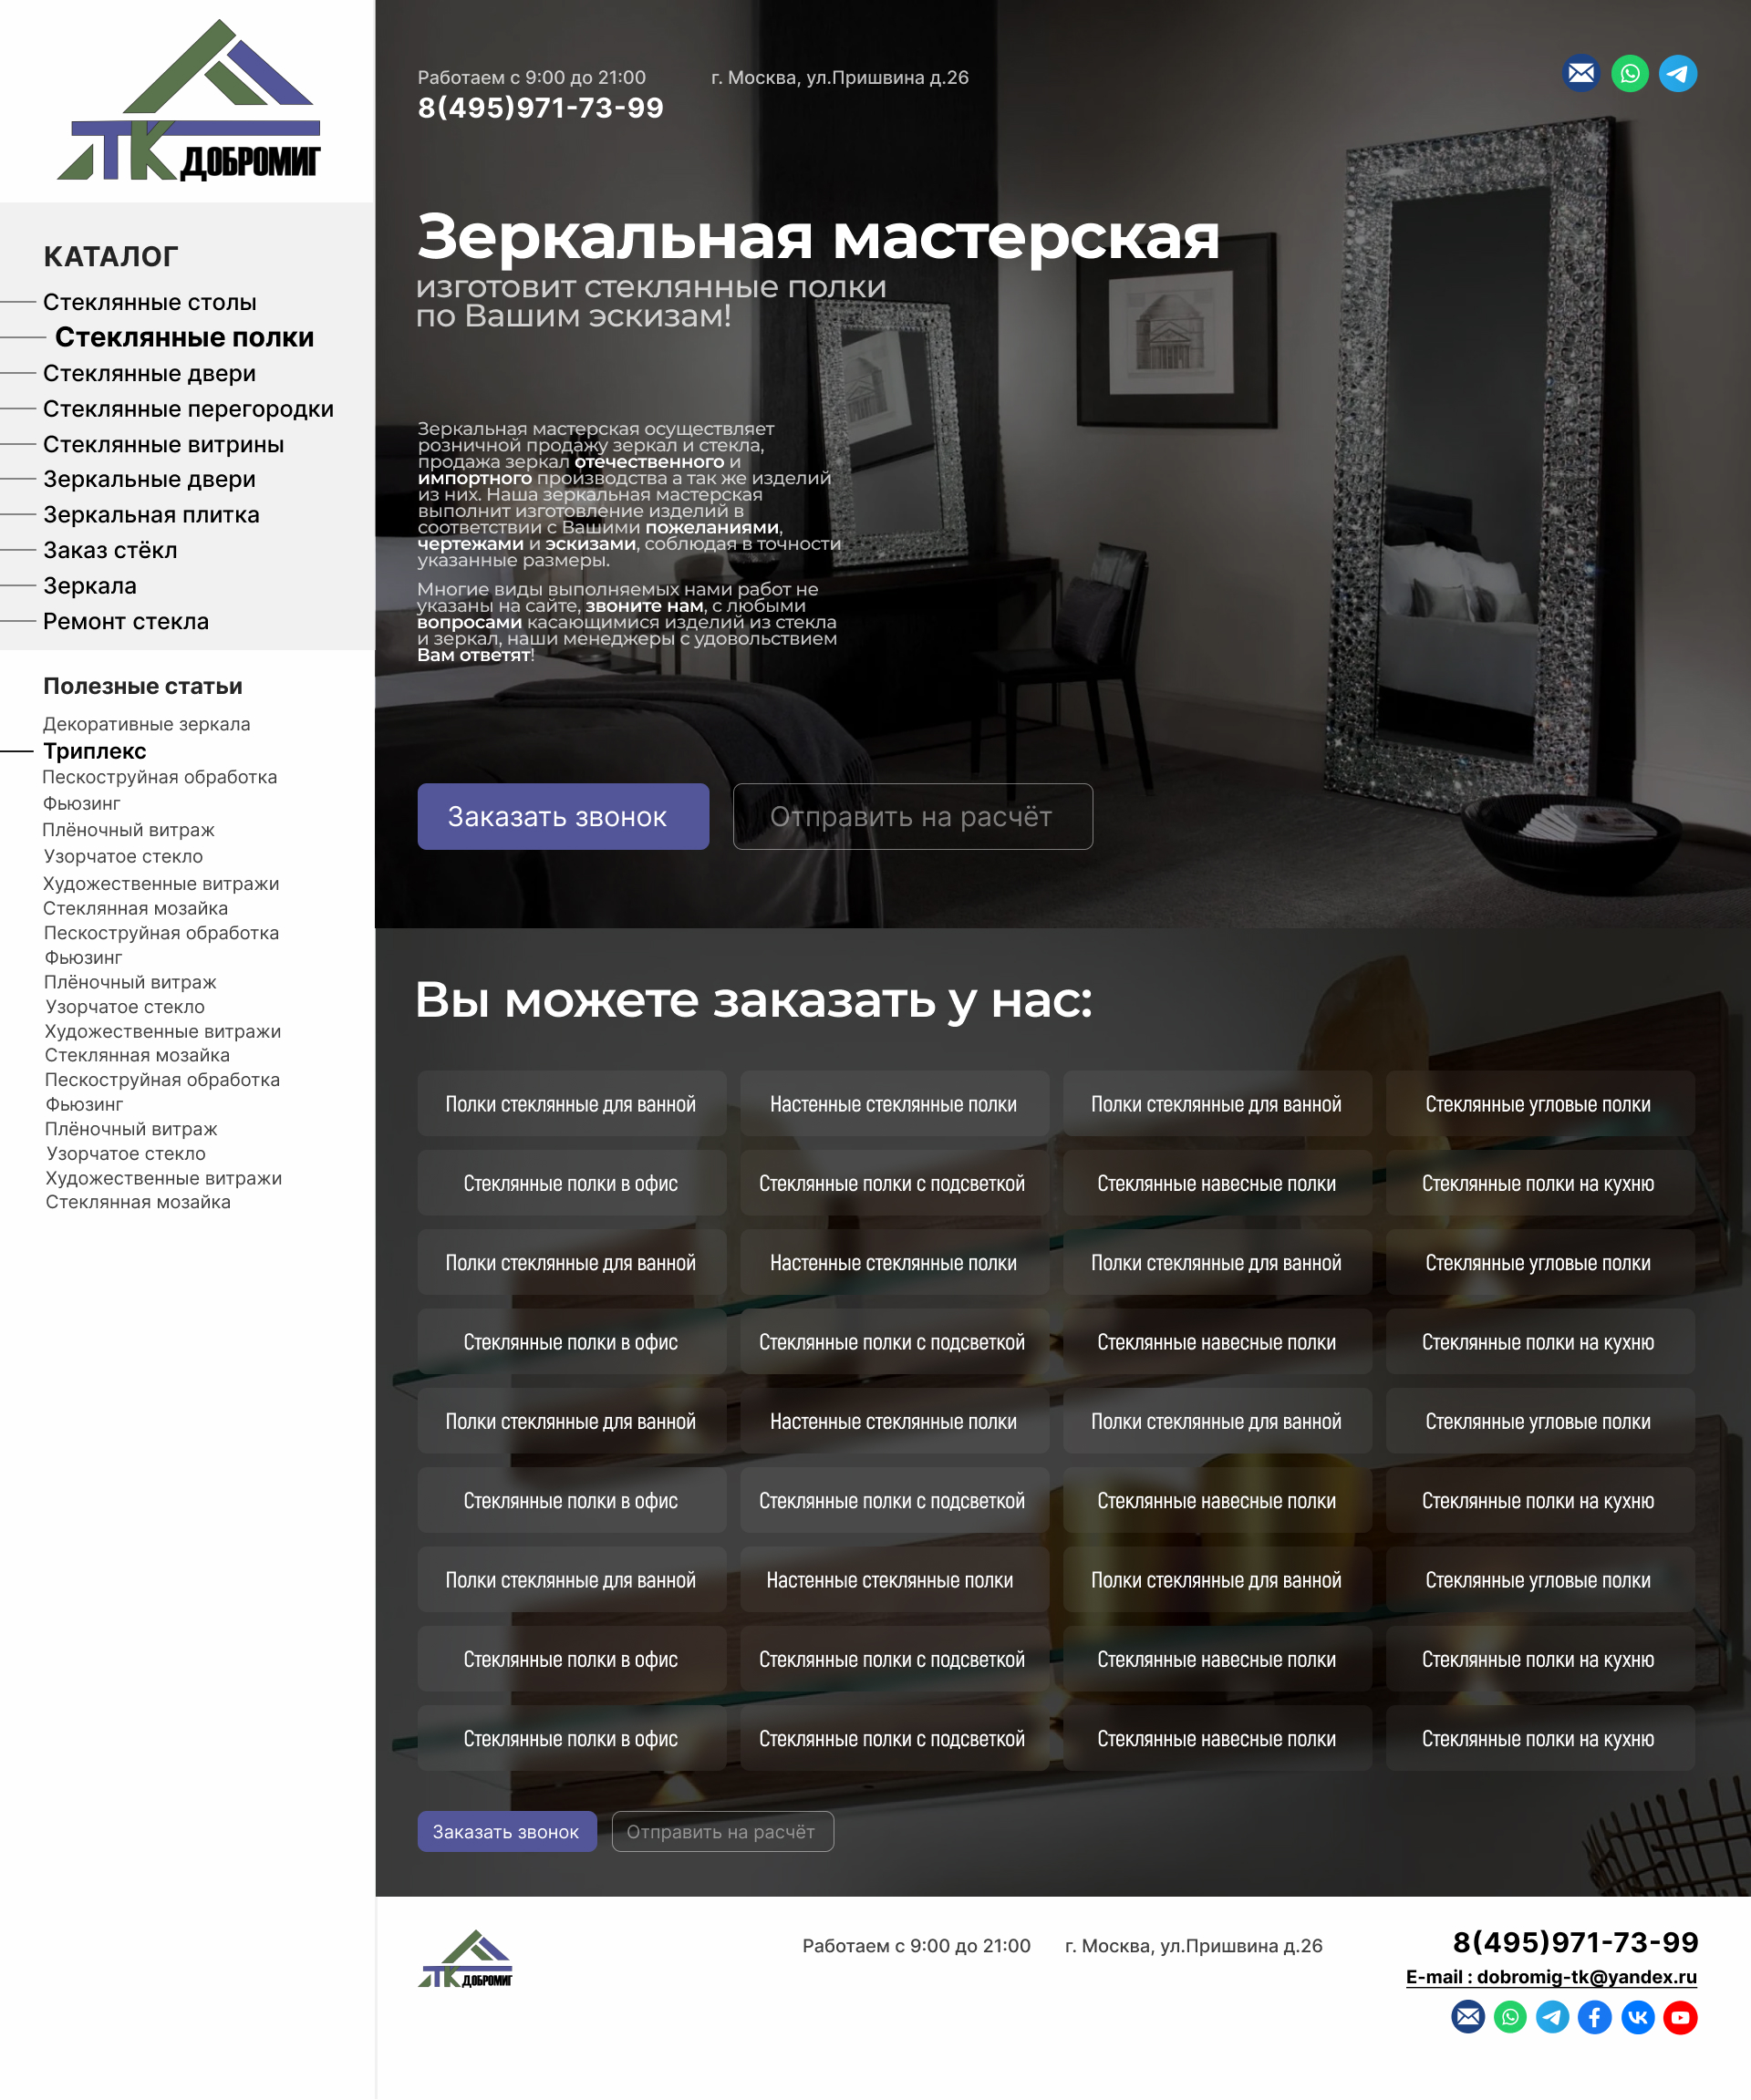 ТК ДОБРОМИГ
КАТАЛОГ
Стеклянные столы
Стеклянные полки
Стеклянные двери
Стеклянные перегородки
Стеклянные витрины
Зеркальные двери
Зеркальная плитка
Заказ стёкл
Зеркала
Ремонт стекла
Полезные статьи
Декоративные зеркала
Триплекс
Пескоструйная обработка
Фьюзинг
Плёночный витраж
Узорчатое стекло
Художественные витражи
Стеклянная мозайка
Пескоструйная обработка
Фьюзинг
Плёночный витраж
Узорчатое стекло
Художественные витражи
Стеклянная мозайка
Пескоструйная обработка
Фьюзинг
Плёночный витраж
Узорчатое стекло
Художественные витражи
Стеклянная мозайка
Работаем с 9:00 до 21:00 г. Москва, ул.Пришвина д.26
8(495)971-73-99
Зеркальная мастерская
изготовит стеклянные полки
по Вашим эскизам!
Зеркальная мастерская осуществляет
розничной продажу зеркал и стекла,
продажа зеркал отечественного и
импортного производства а так же изделий
из них. Наша зеркальная мастерская
выполнит изготовление изделий в
соответствии с Вашими пожеланиями,
чертежами и эскизами, соблюдая в точности
указанные размеры.
Многие виды выполняемых нами работ не
указаны на сайте, звоните нам, с любыми
вопросами касающимися изделий из стекла
и зеркал, наши менеджеры с удовольствием
Вам ответят!
Заказать звонок Отправить на расчёт
Вы можете заказать у нас:
Полки стеклянные для ванной Настенные стеклянные полки Полки стеклянные для ванной Стеклянные угловые полки
Стеклянные полки в офис Стеклянные полки с подсветкой Стеклянные навесные полки Стеклянные полки на кухню
Полки стеклянные для ванной Настенные стеклянные полки Полки стеклянные для ванной Стеклянные угловые полки
Стеклянные полки в офис Стеклянные полки с подсветкой Стеклянные навесные полки Стеклянные полки на кухню
Полки стеклянные для ванной Настенные стеклянные полки Полки стеклянные для ванной Стеклянные угловые полки
Стеклянные полки в офис Стеклянные полки с подсветкой Стеклянные навесные полки Стеклянные полки на кухню
Полки стеклянные для ванной Настенные стеклянные полки Полки стеклянные для ванной Стеклянные угловые полки
Стеклянные полки в офис Стеклянные полки с подсветкой Стеклянные навесные полки Стеклянные полки на кухню
Стеклянные полки в офис Стеклянные полки с подсветкой Стеклянные навесные полки Стеклянные полки на кухню
Заказать звонок Отправить на расчёт
ТК ДОБРОМИГ
Работаем с 9:00 до 21:00 г. Москва, ул.Пришвина д.26
8(495)971-73-99
E-mail : dobromig-tk@yandex.ru